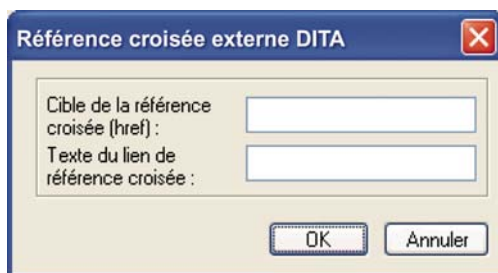 Référence croisée externe DITA
Cible de la référence
croisée (href) :
Texte du lien de
référence croisée :
OK Annuler